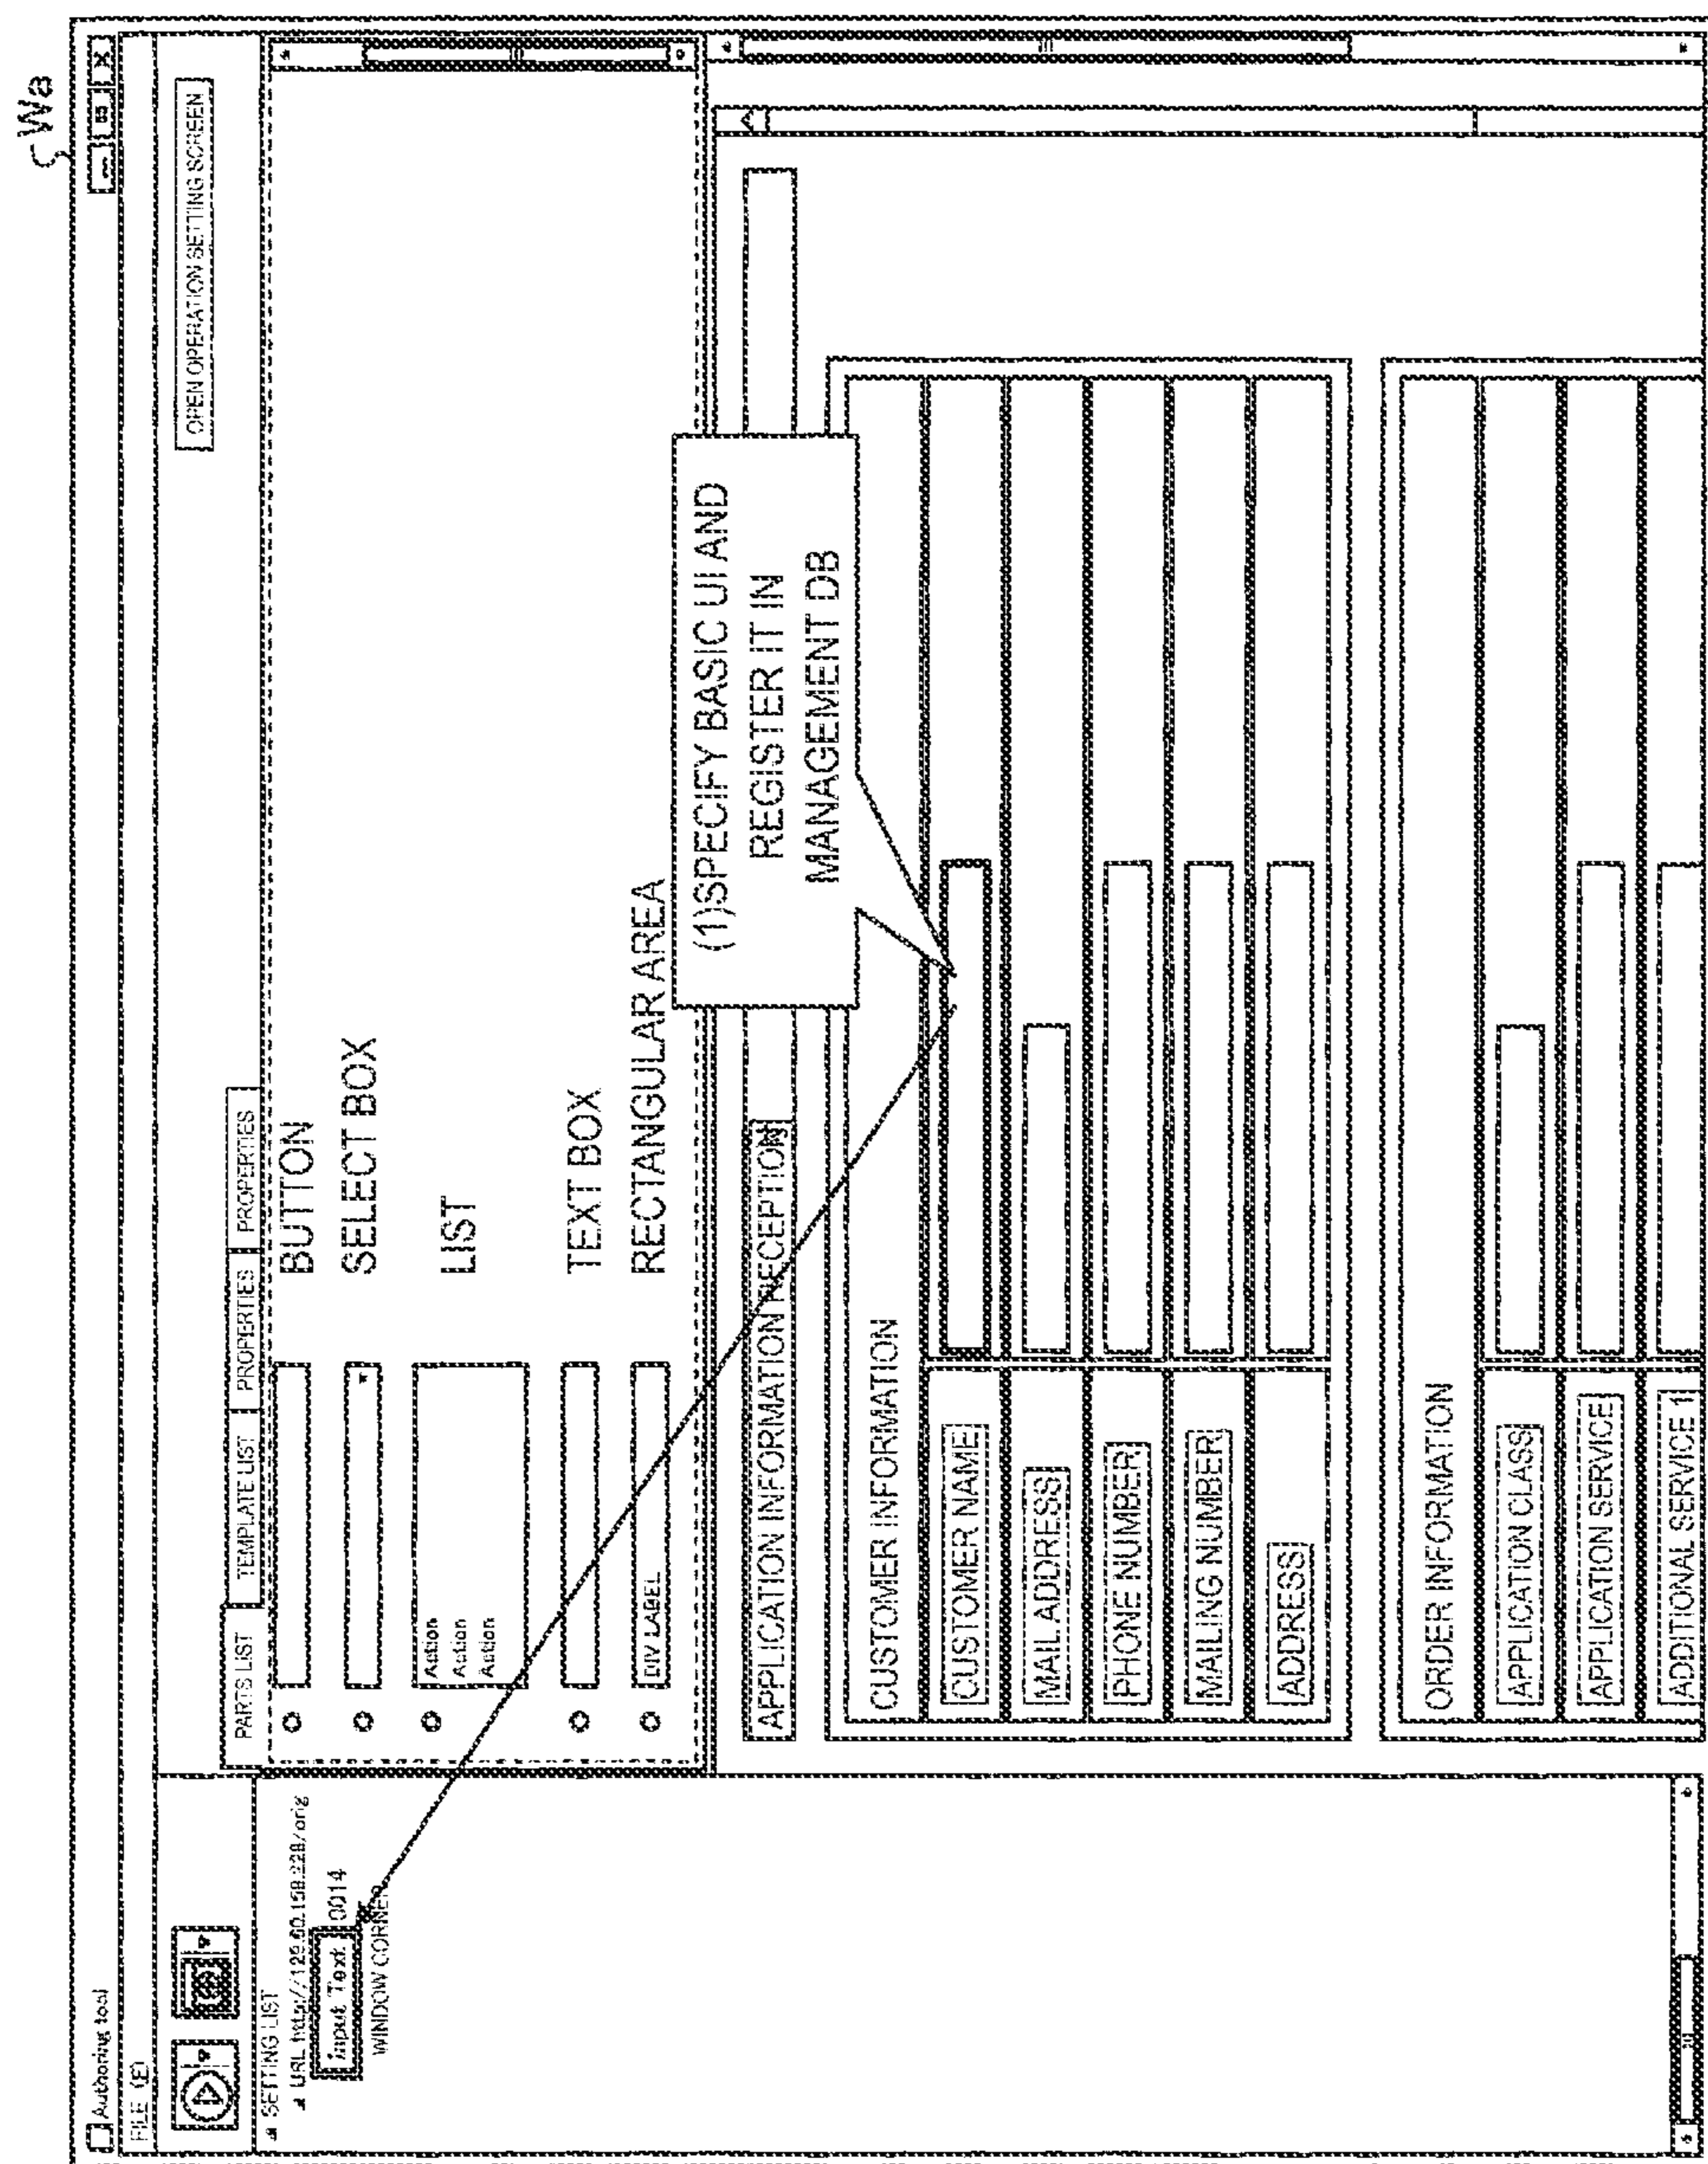 Wa
Authoring tool
FILE (E)
OPEN OPERATION SETTING SCREEN
PARTS LIST
TEMPLATE LIST
PROPERTIES
PROPERTIES
SETTING LIST
URL http://129.60.159.228/orig
Input Text 0014
WINDOW CORNER
BUTTON
SELECT BOX
Action
Action
Action
LIST
TEXT BOX
DIV LABEL
RECTANGULAR AREA
(1)SPECIFY BASIC UI AND
REGISTER IT IN
MANAGEMENT DB
APPLICATION INFORMATION RECEPTION
CUSTOMER INFORMATION
CUSTOMER NAME
MAIL ADDRESS
PHONE NUMBER
MAILING NUMBER
ADDRESS
ORDER INFORMATION
APPLICATION CLASS
APPLICATION SERVICE
ADDITIONAL SERVICE 1